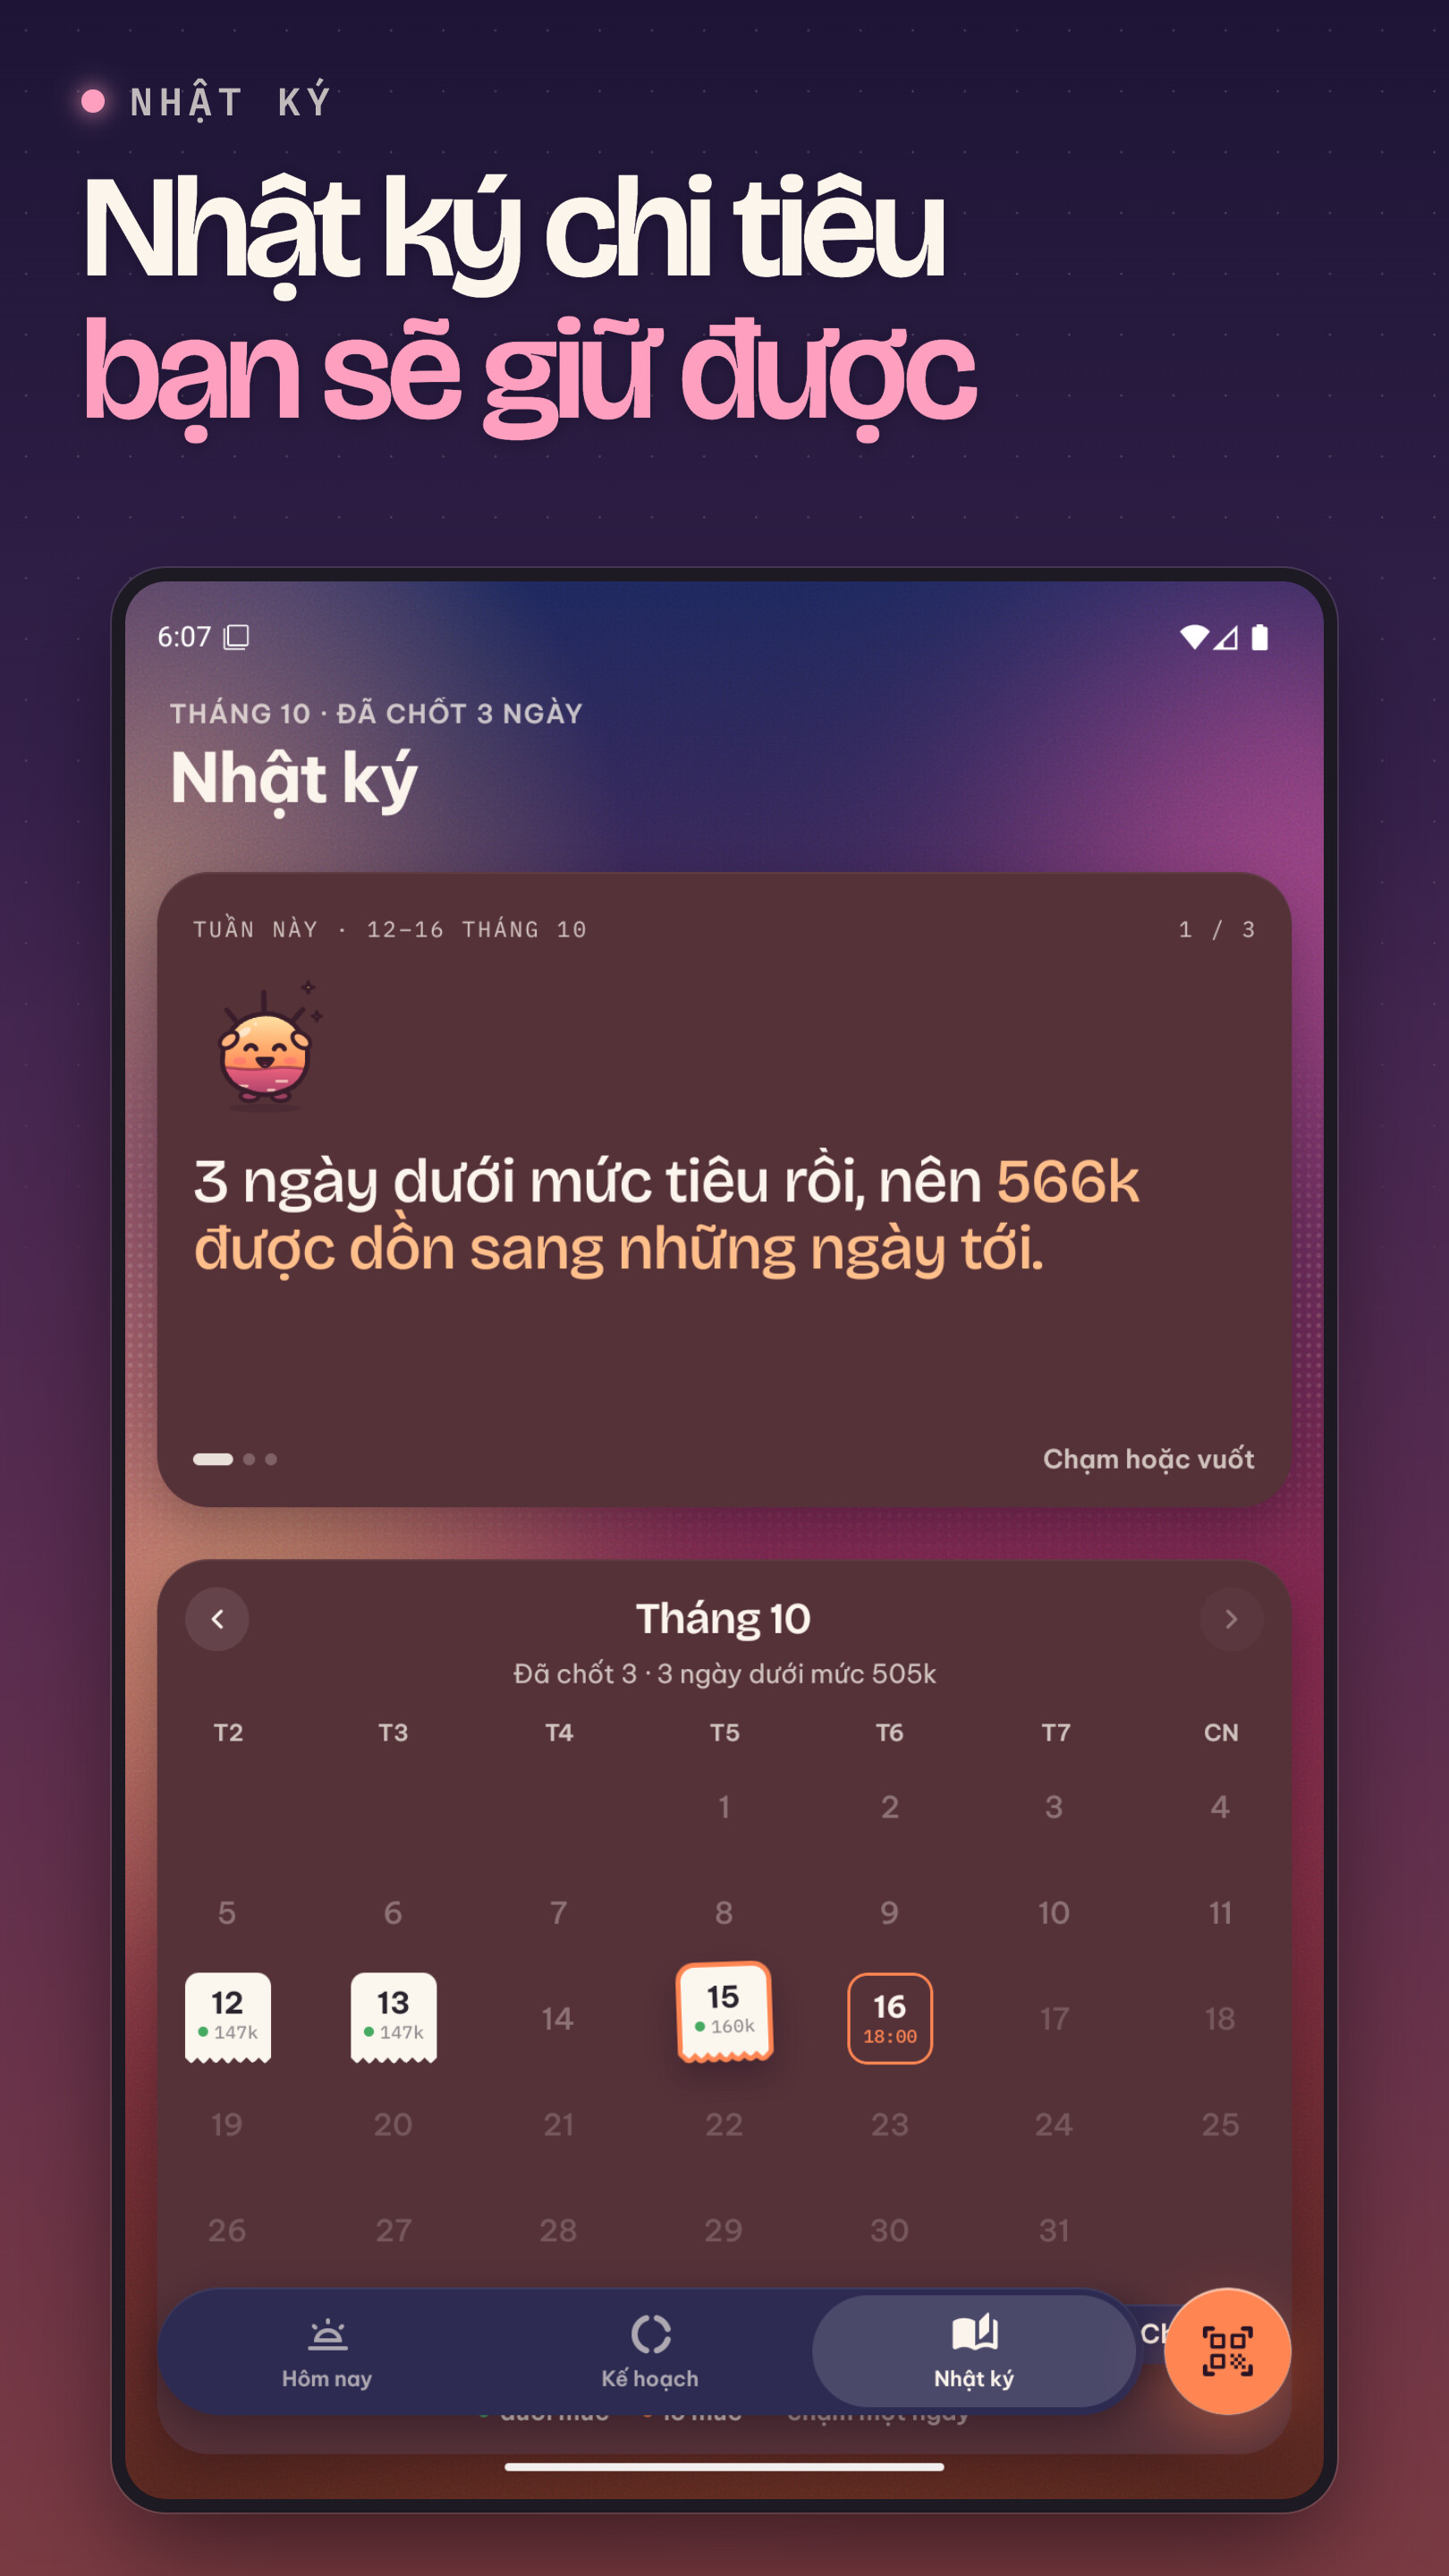 NHẬT KÝ
Nhật ký chi tiêu
bạn sẽ giữ được
6:07
THÁNG 10 · ĐÃ CHỐT 3 NGÀY
Nhật ký
TUẦN NÀY · 12–16 THÁNG 10
1 / 3
3 ngày dưới mức tiêu rồi, nên 566k
được dồn sang những ngày tới.
Chạm hoặc vuốt
Tháng 10
Đã chốt 3 · 3 ngày dưới mức 505k
T2 T3 T4 T5 T6 T7 CN
1 2 3 4
5 6 7 8 9 10 11
12 13 14 15 16 17 18
147k 147k 160k 18:00
19 20 21 22 23 24 25
26 27 28 29 30 31
Hôm nay Kế hoạch Nhật ký